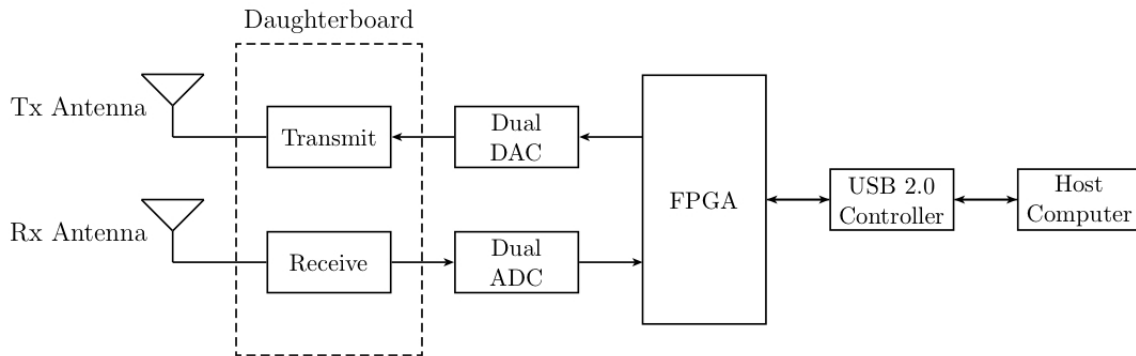 Daughterboard
Tx Antenna
Transmit
Dual
DAC
FPGA
USB 2.0
Controller
Host
Computer
Rx Antenna
Receive
Dual
ADC